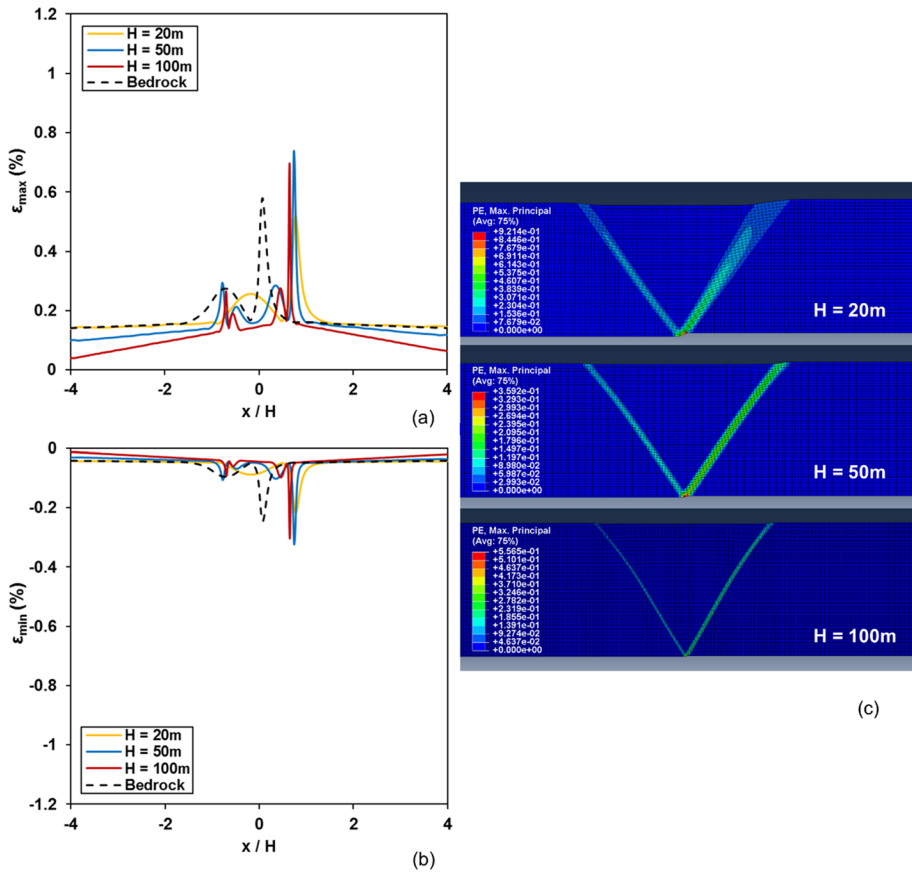 1.2
1
0.8
0.6
0.4
0.2
0
εmax (%)
H = 20m
H = 50m
H = 100m
Bedrock
-4
-2
0
2
4
x / H
(a)
0
-0.2
-0.4
-0.6
-0.8
-1
-1.2
εmin (%)
H = 20m
H = 50m
H = 100m
Bedrock
-4
-2
0
2
4
x / H
(b)
PE, Max. Principal
(Avg: 75%)
+9.214e-01
+8.446e-01
+7.679e-01
+6.911e-01
+6.143e-01
+5.375e-01
+4.607e-01
+3.839e-01
+3.071e-01
+2.304e-01
+1.536e-01
+7.679e-02
+0.000e+00
H = 20m
PE, Max. Principal
(Avg: 75%)
+3.592e-01
+3.293e-01
+2.993e-01
+2.694e-01
+2.395e-01
+2.095e-01
+1.796e-01
+1.497e-01
+1.197e-01
+8.980e-02
+5.987e-02
+2.993e-02
+0.000e+00
H = 50m
PE, Max. Principal
(Avg: 75%)
+5.565e-01
+5.101e-01
+4.637e-01
+4.173e-01
+3.710e-01
+3.246e-01
+2.782e-01
+2.319e-01
+1.855e-01
+1.391e-01
+9.274e-02
+4.637e-02
+0.000e+00
H = 100m
(c)